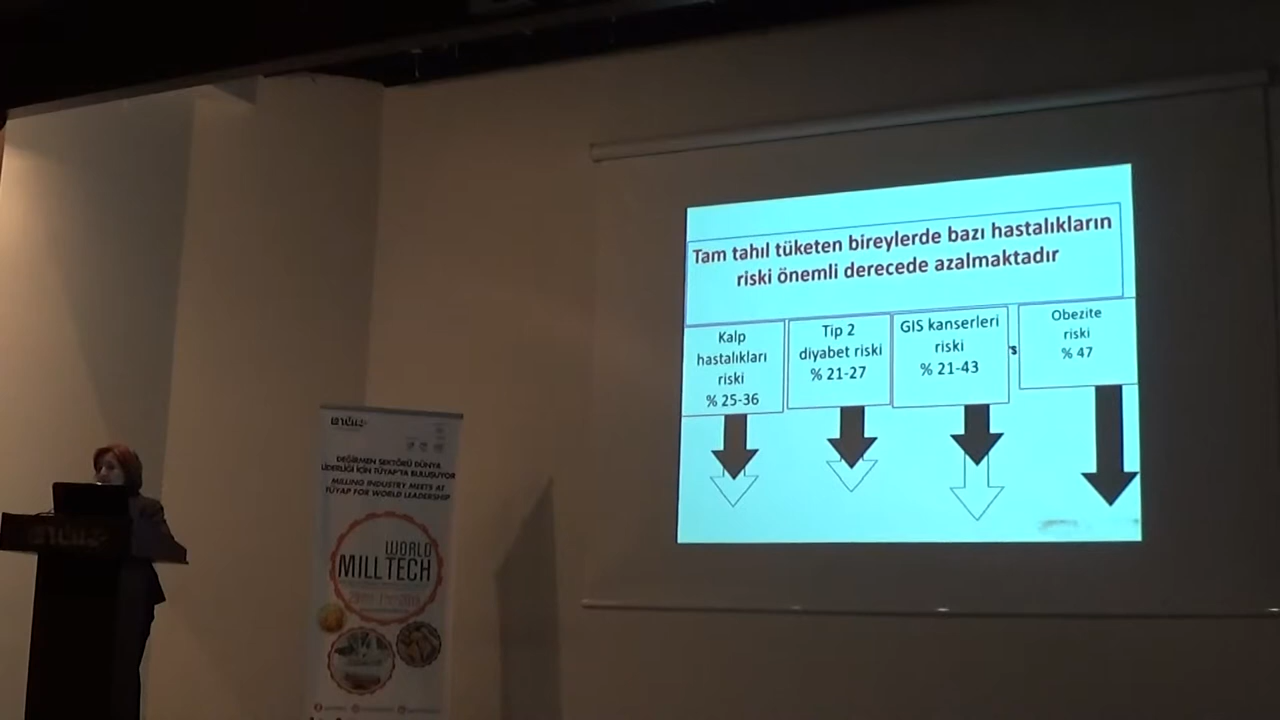 Tam tahıl tüketen bireylerde bazı hastalıkların
riski önemli derecede azalmaktadır
Kalp
hastalıkları
riski
% 25-36
Tip 2
diyabet riski
% 21-27
GIS kanserleri
riski
% 21-43
's
Obezite
riski
% 47
DEĞİRMEN SEKTÖRÜ DÜNYA
LİDERLİĞİ İÇİN TÜYAP'TA BULUŞUYOR
MILLING INDUSTRY MEETS AT
TÜYAP FOR WORLD LEADERSHIP
WORLD
MILLTECH